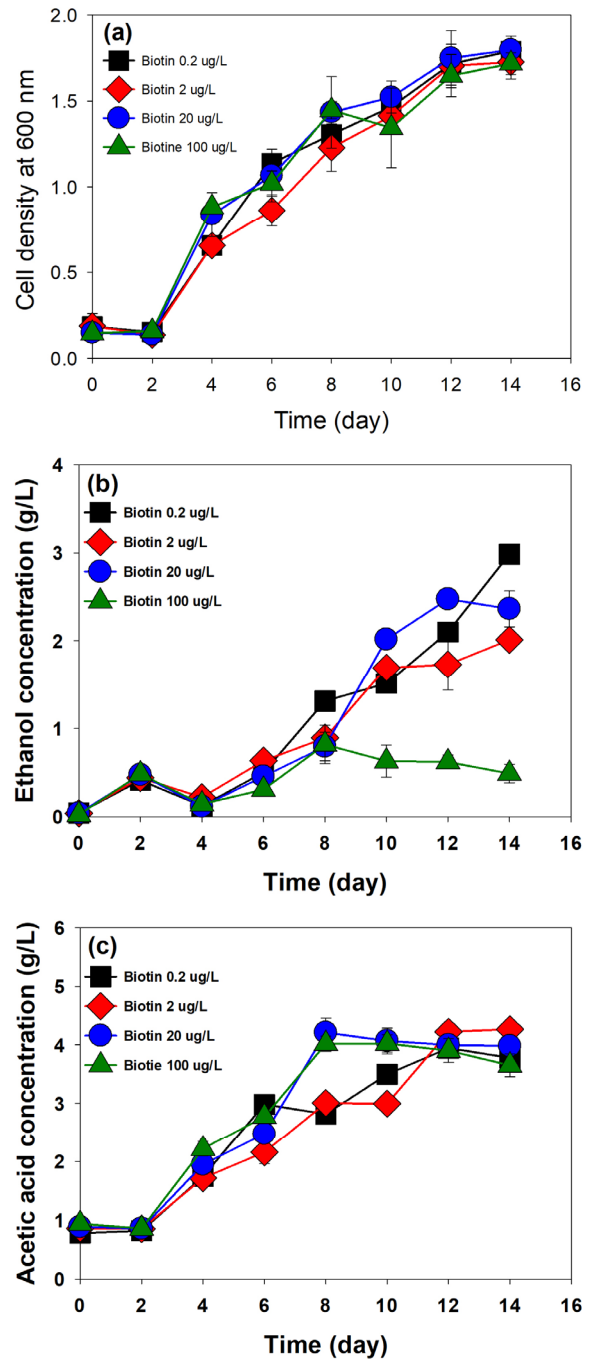 (a)
Biotin 0.2 ug/L
Biotin 2 ug/L
Biotin 20 ug/L
Biotine 100 ug/L
Cell density at 600 nm
2.0
1.5
1.0
0.5
0.0
0 2 4 6 8 10 12 14 16
Time (day)
(b)
Biotin 0.2 ug/L
Biotin 2 ug/L
Biotin 20 ug/L
Biotin 100 ug/L
Ethanol concentration (g/L)
4
3
2
1
0
0 2 4 6 8 10 12 14 16
Time (day)
(c)
Biotin 0.2 ug/L
Biotin 2 ug/L
Biotin 20 ug/L
Biotie 100 ug/L
Acetic acid concentration (g/L)
6
5
4
3
2
1
0
0 2 4 6 8 10 12 14 16
Time (day)